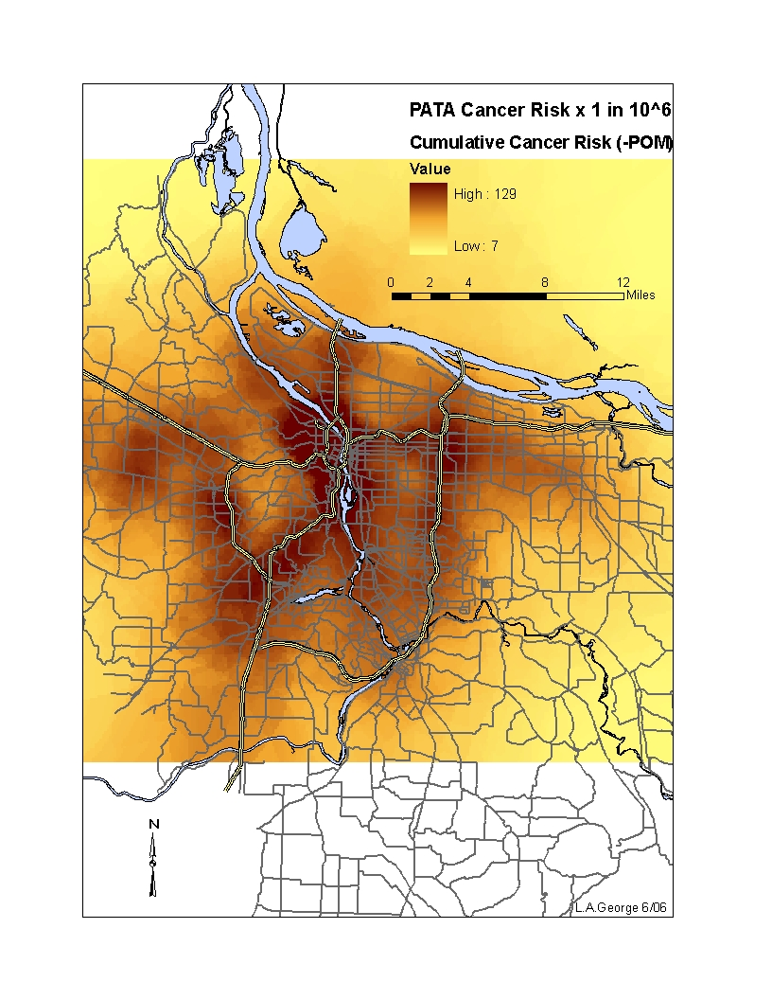 PATA Cancer Risk x 1 in 10^6
Cumulative Cancer Risk (-POM)
Value
High : 129
Low : 7
0 2 4 8 12
Miles
N
L.A.George 6/06